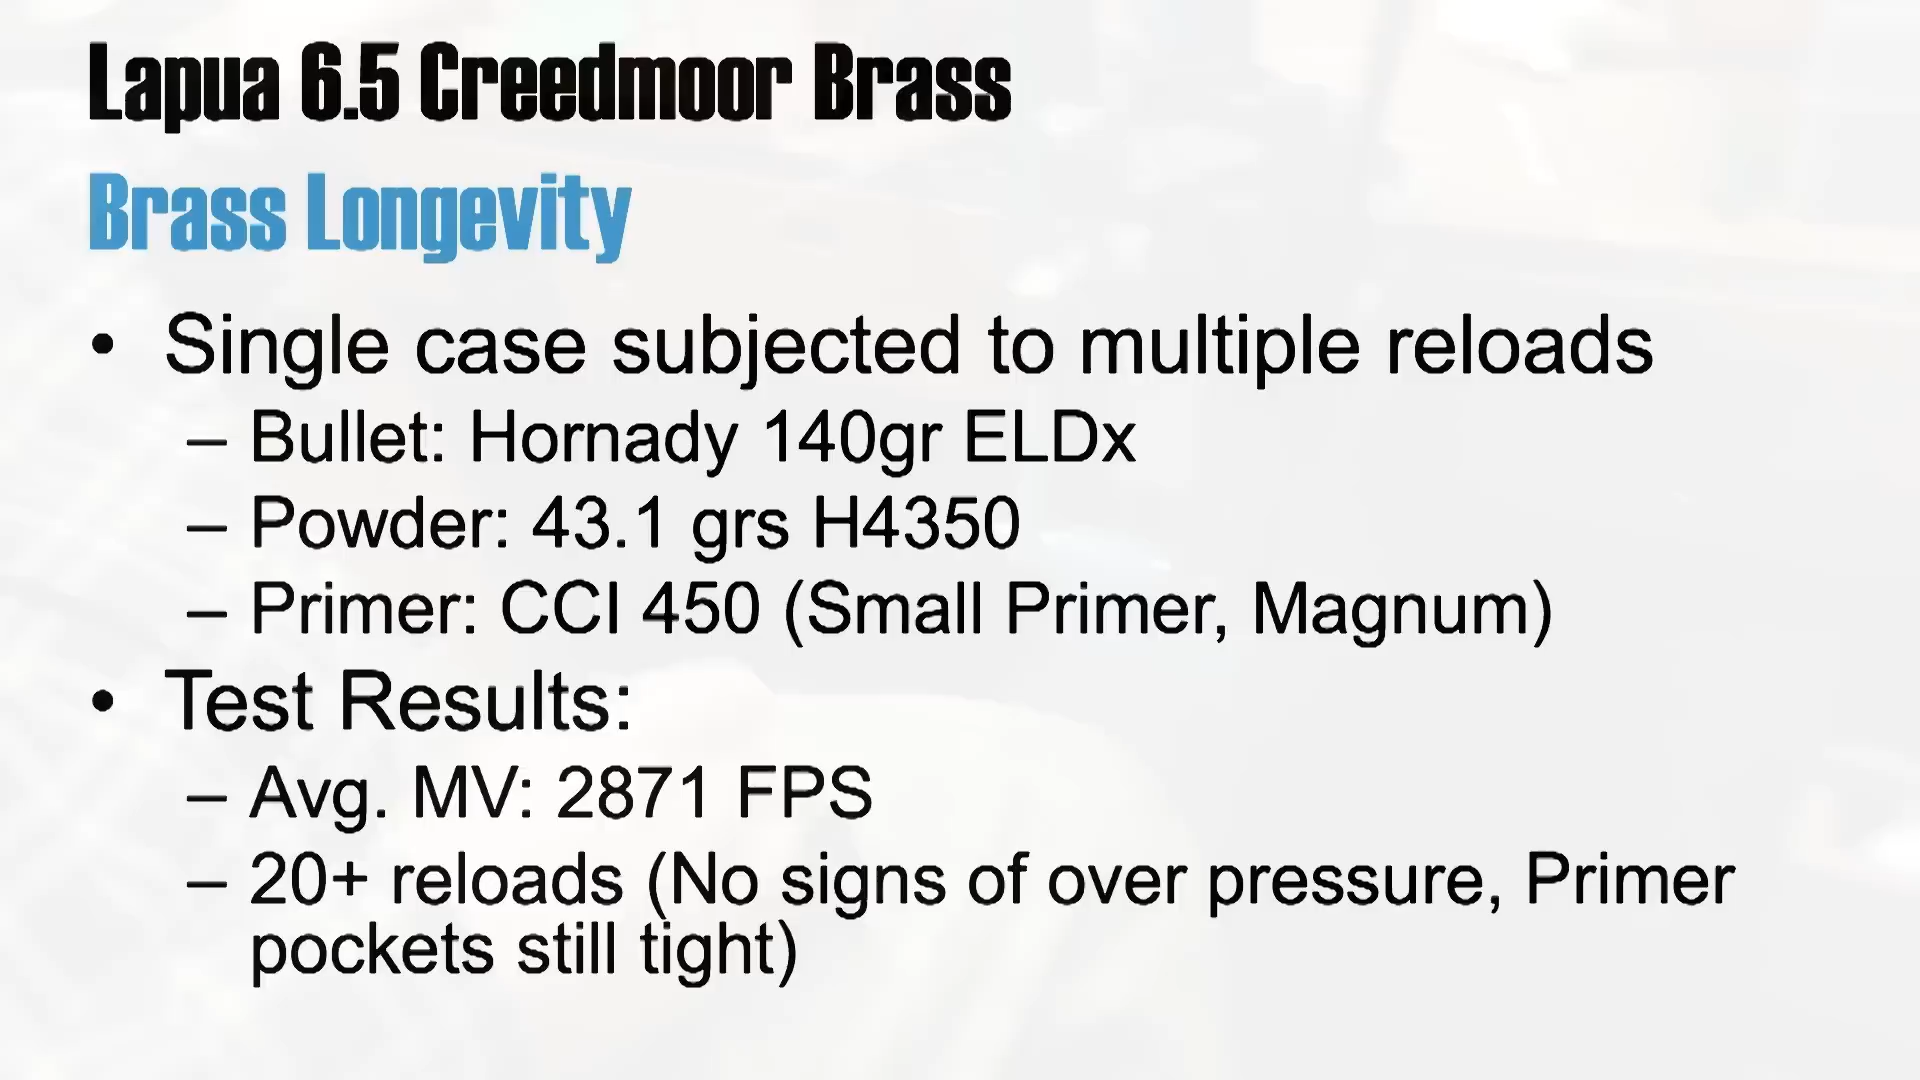 Lapua 6.5 Creedmoor Brass
Brass Longevity
• Single case subjected to multiple reloads
– Bullet: Hornady 140gr ELDx
– Powder: 43.1 grs H4350
– Primer: CCI 450 (Small Primer, Magnum)
• Test Results:
– Avg. MV: 2871 FPS
– 20+ reloads (No signs of over pressure, Primer
pockets still tight)